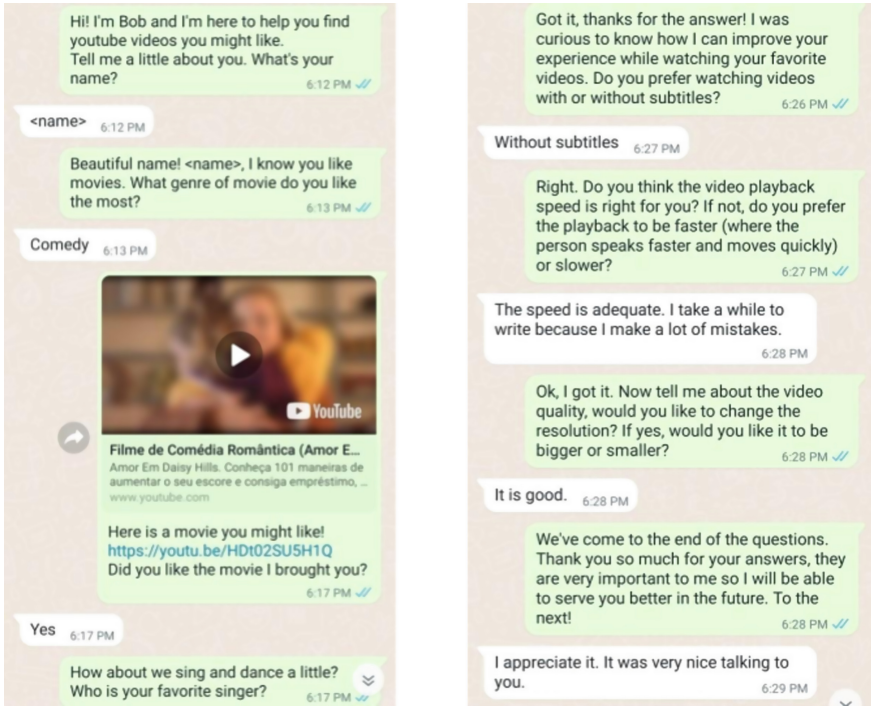 Hi! I'm Bob and I'm here to help you find
youtube videos you might like.
Tell me a little about you. What's your
name?
6:12 PM
<name>
6:12 PM
Beautiful name! <name>, I know you like
movies. What genre of movie do you like
the most?
6:13 PM
Comedy
6:13 PM
YouTube
Filme de Comédia Romântica (Amor E...
Amor Em Daisy Hills. Conheça 101 maneiras de
aumentar o seu escore e consiga empréstimo, ...
www.youtube.com
Here is a movie you might like!
https://youtu.be/HDt02SU5H1Q
Did you like the movie I brought you?
6:17 PM
Yes
6:17 PM
How about we sing and dance a little?
Who is your favorite singer?
6:17 PM
Got it, thanks for the answer! I was
curious to know how I can improve your
experience while watching your favorite
videos. Do you prefer watching videos
with or without subtitles?
6:26 PM
Without subtitles
6:27 PM
Right. Do you think the video playback
speed is right for you? If not, do you prefer
the playback to be faster (where the
person speaks faster and moves quickly)
or slower?
6:27 PM
The speed is adequate. I take a while to
write because I make a lot of mistakes.
6:28 PM
Ok, I got it. Now tell me about the video
quality, would you like to change the
resolution? If yes, would you like it to be
bigger or smaller?
6:28 PM
It is good.
6:28 PM
We've come to the end of the questions.
Thank you so much for your answers, they
are very important to me so I will be able
to serve you better in the future. To the
next!
6:28 PM
I appreciate it. It was very nice talking to
you.
6:29 PM